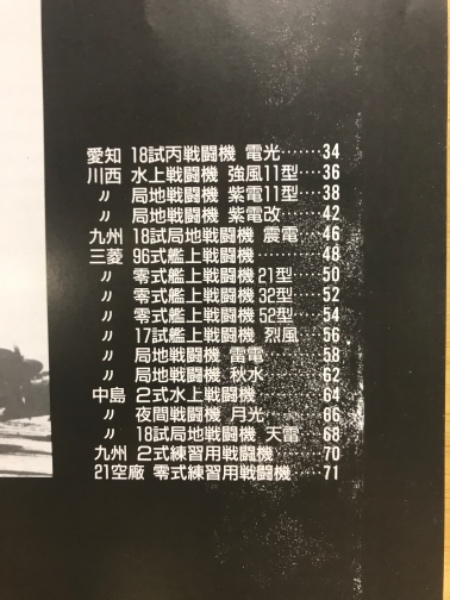 愛知 18試丙戦闘機 電光……34
川西 水上戦闘機 強風11型…36
〃 局地戦闘機 紫電11型…38
〃 局地戦闘機 紫電改……42
九州 18試局地戦闘機 震電…46
三菱 96式艦上戦闘機………48
〃 零式艦上戦闘機21型…50
〃 零式艦上戦闘機32型…52
〃 零式艦上戦闘機52型…54
〃 17試艦上戦闘機 烈風…56
〃 局地戦闘機 雷電………58
〃 局地戦闘機 秋水………62
中島 2式水上戦闘機………64
〃 夜間戦闘機 月光………66
〃 18試局地戦闘機 天雷…68
九州 2式練習用戦闘機……70
21空廠 零式練習用戦闘機……71